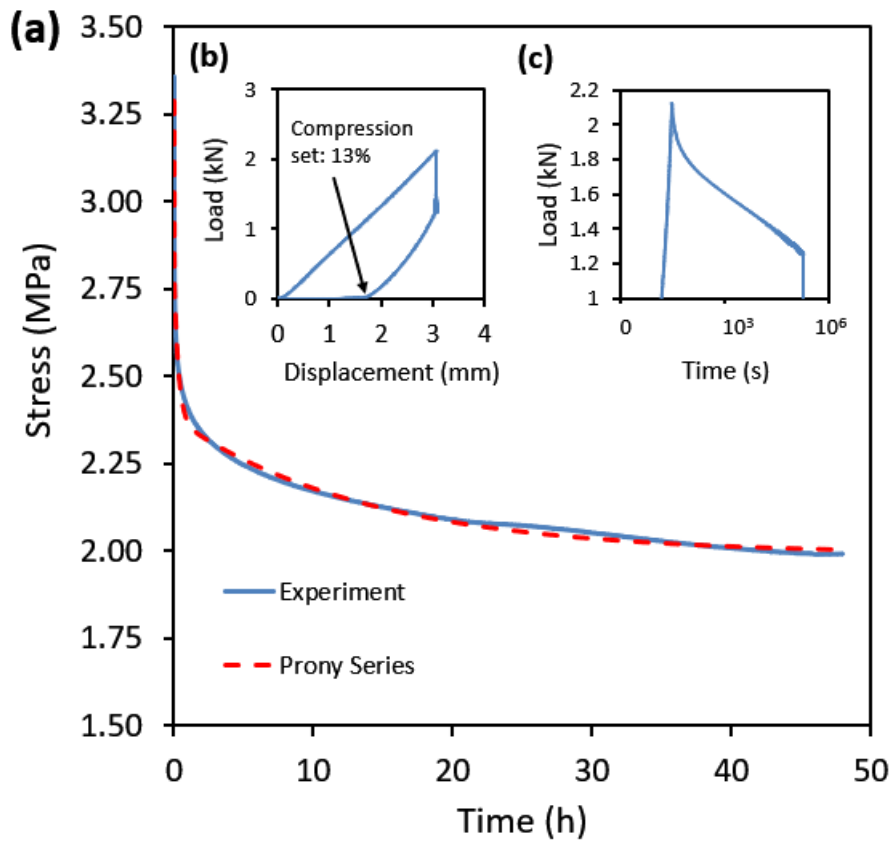 (a)
3.50
3.25
3.00
2.75
2.50
2.25
2.00
1.75
1.50
Stress (MPa)
0 10 20 30 40 50
Time (h)
Experiment
Prony Series
(b)
3
2
1
0
Load (kN)
Compression
set: 13%
0 1 2 3 4
Displacement (mm)
(c)
2.2
2
1.8
1.6
1.4
1.2
1
Load (kN)
0 10³ 10⁶
Time (s)